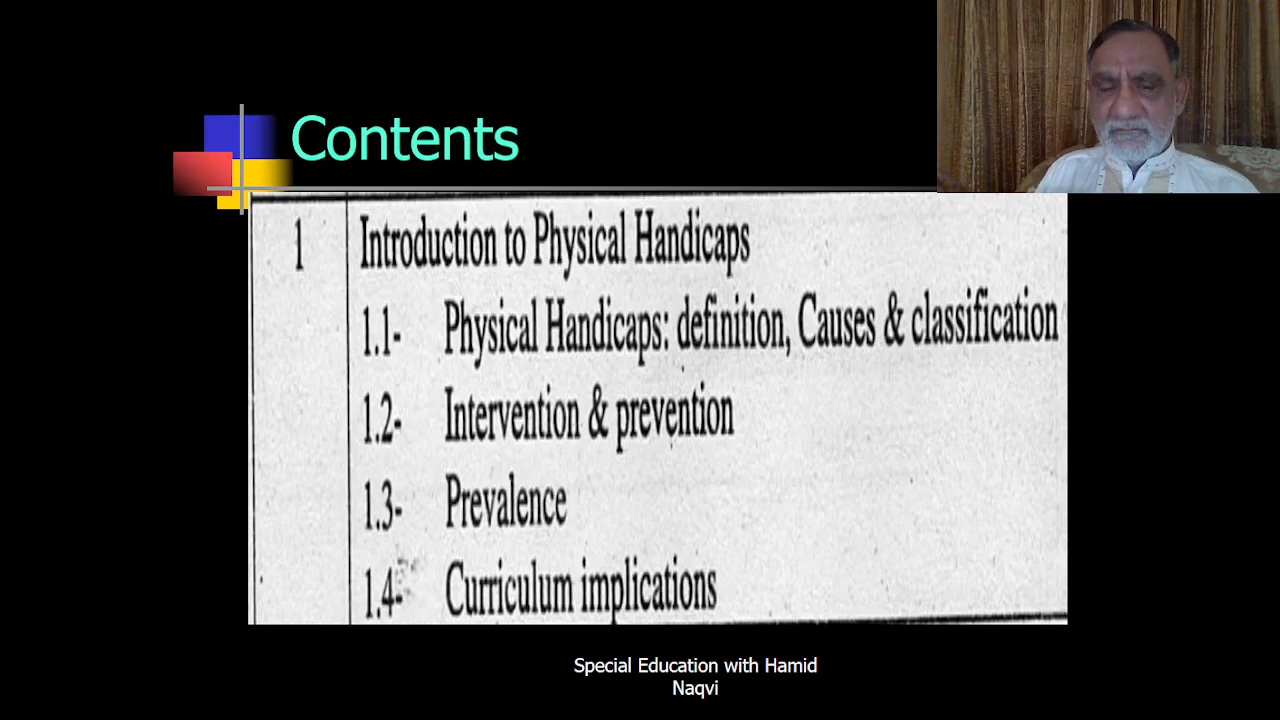 Contents
1 Introduction to Physical Handicaps
1.1- Physical Handicaps: definition, Causes & classification
1.2- Intervention & prevention
1.3- Prevalence
1.4- Curriculum implications
Special Education with Hamid
Naqvi